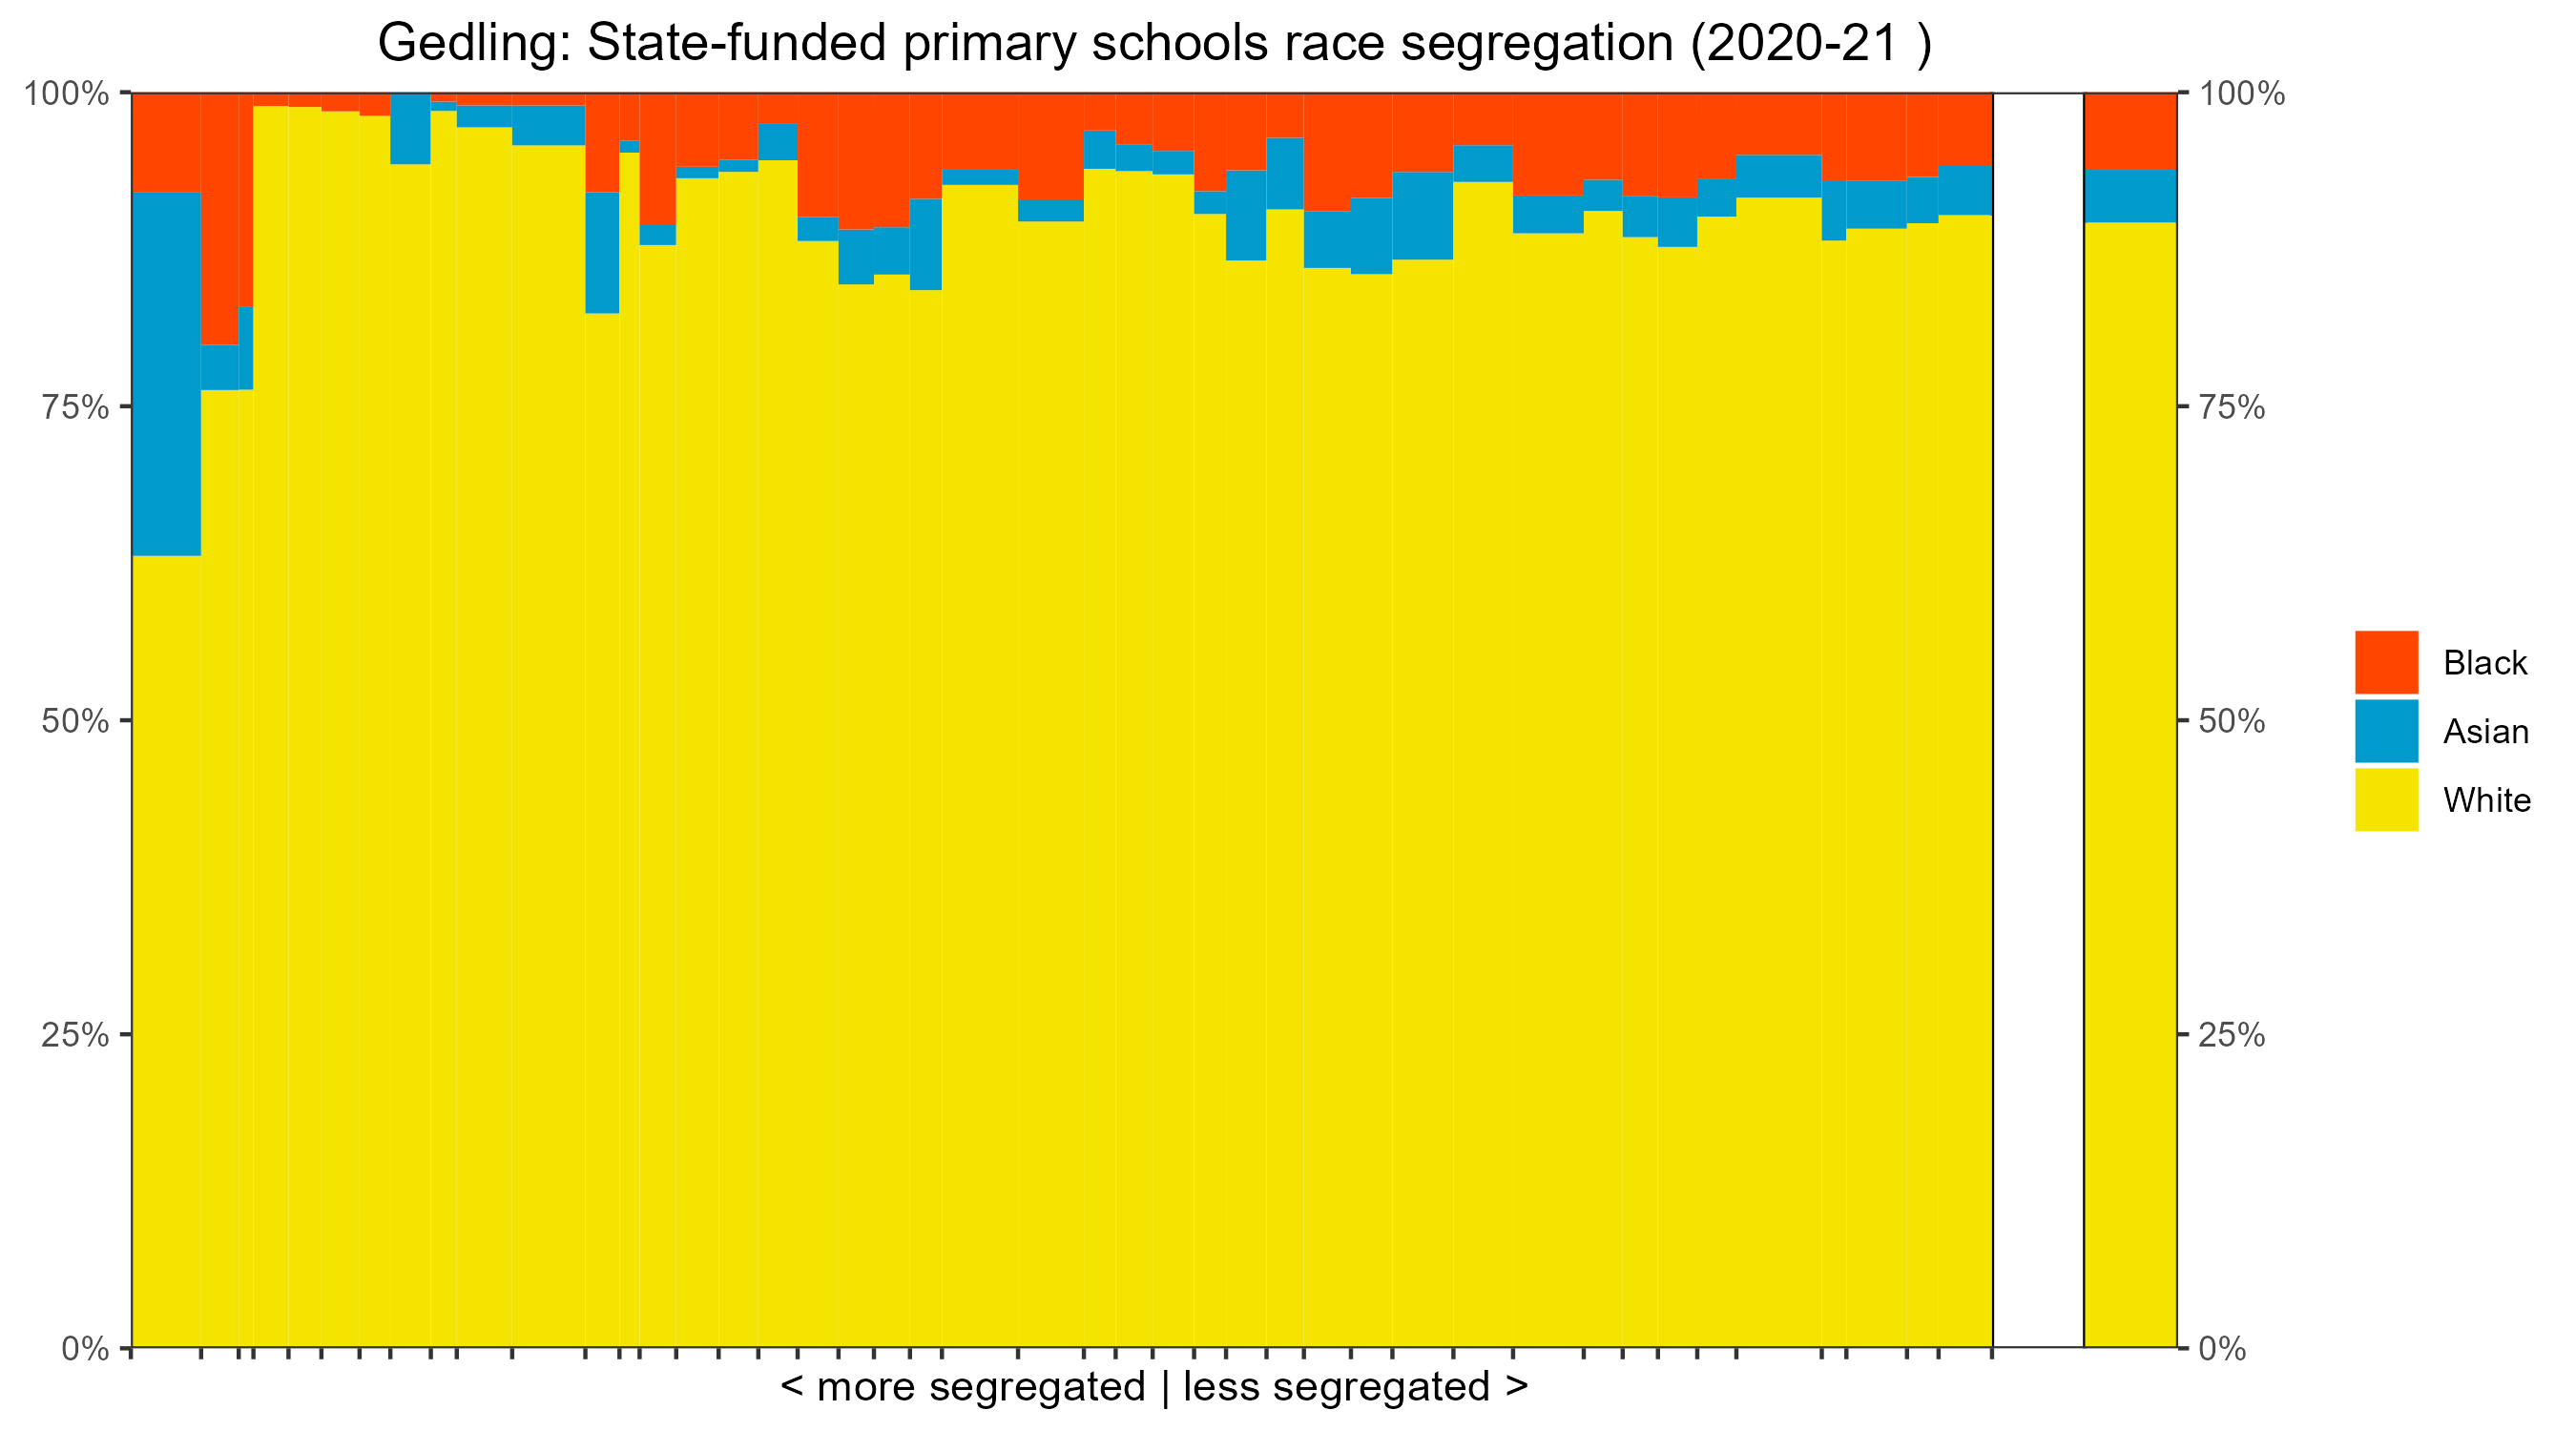 Gedling: State-funded primary schools race segregation (2020-21 )
100%
75%
50%
25%
0%
100%
75%
50%
25%
0%
Black
Asian
White
< more segregated | less segregated >